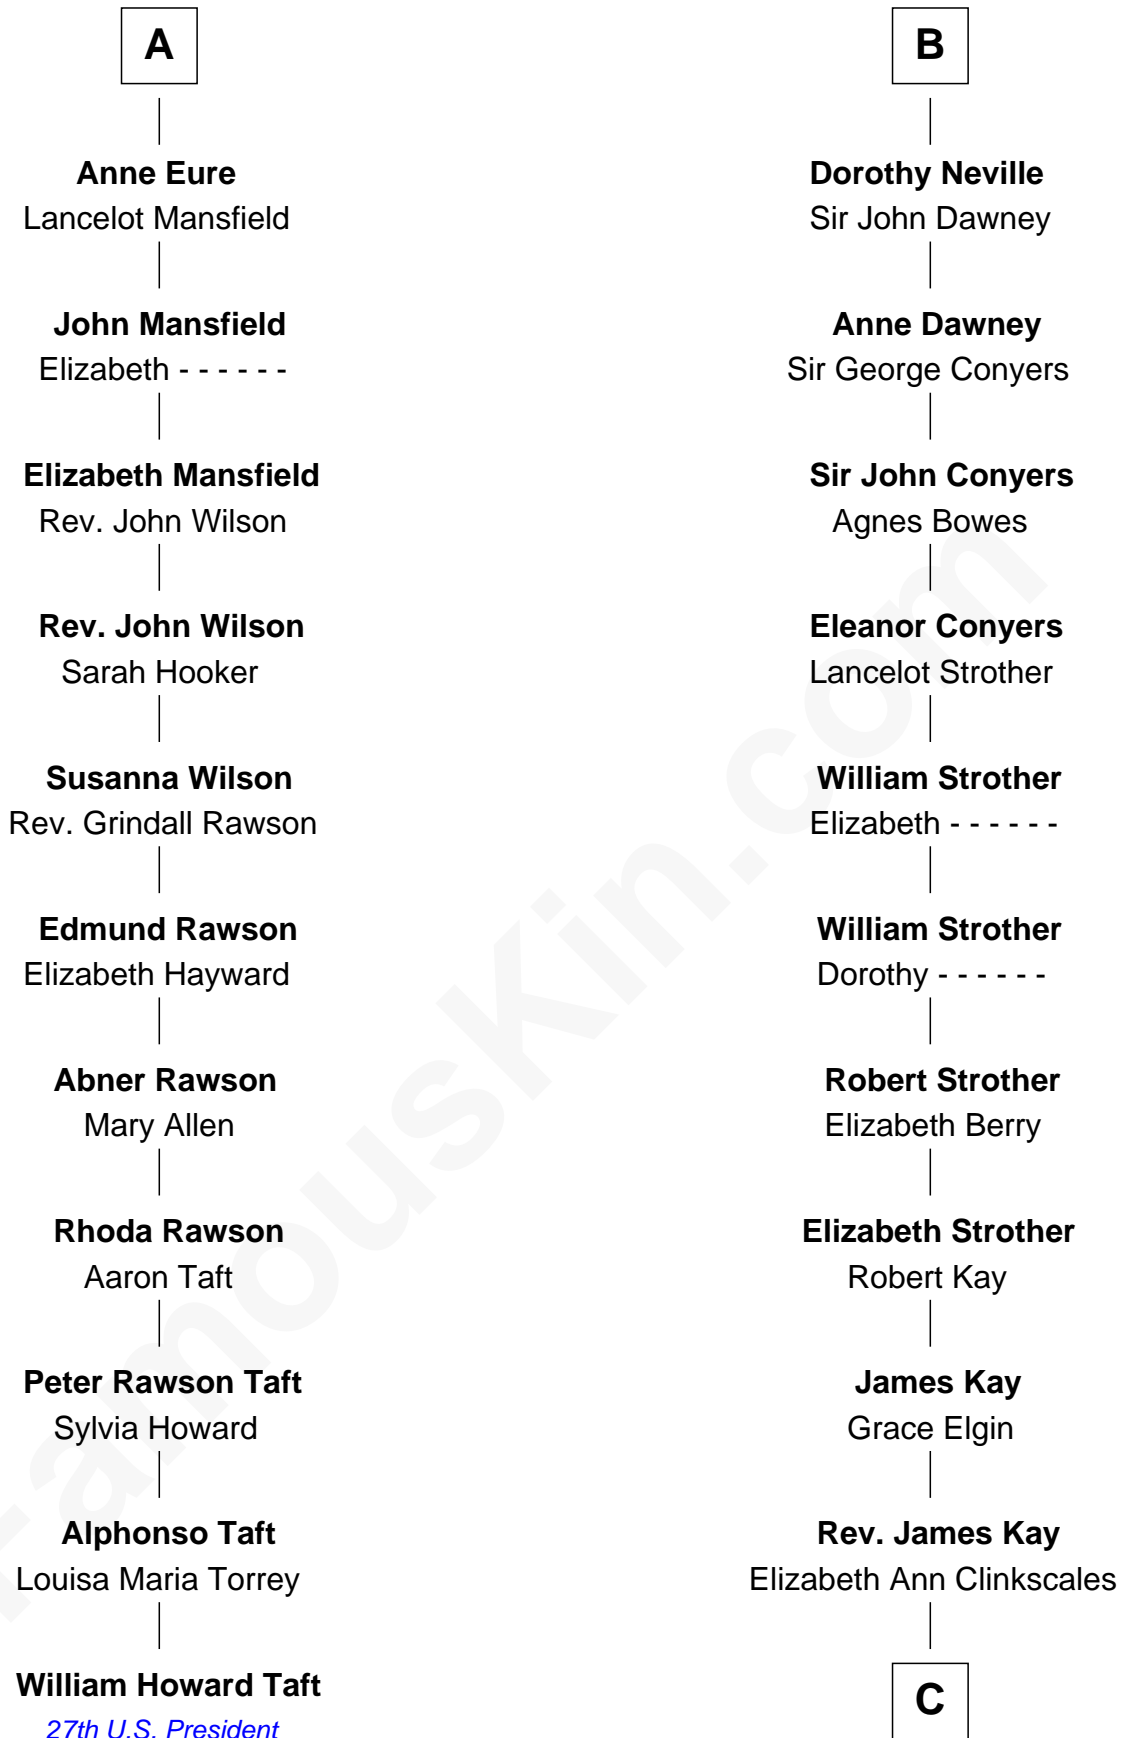 A
Anne Eure
Lancelot Mansfield
John Mansfield
Elizabeth - - - - - -
Elizabeth Mansfield
Rev. John Wilson
Rev. John Wilson
Sarah Hooker
Susanna Wilson
Rev. Grindall Rawson
Edmund Rawson
Elizabeth Hayward
Abner Rawson
Mary Allen
Rhoda Rawson
Aaron Taft
Peter Rawson Taft
Sylvia Howard
Alphonso Taft
Louisa Maria Torrey
William Howard Taft
27th U.S. President
B
Dorothy Neville
Sir John Dawney
Anne Dawney
Sir George Conyers
Sir John Conyers
Agnes Bowes
Eleanor Conyers
Lancelot Strother
William Strother
Elizabeth - - - - - -
William Strother
Dorothy - - - - - -
Robert Strother
Elizabeth Berry
Elizabeth Strother
Robert Kay
James Kay
Grace Elgin
Rev. James Kay
Elizabeth Ann Clinkscales
C
FamousKin.com